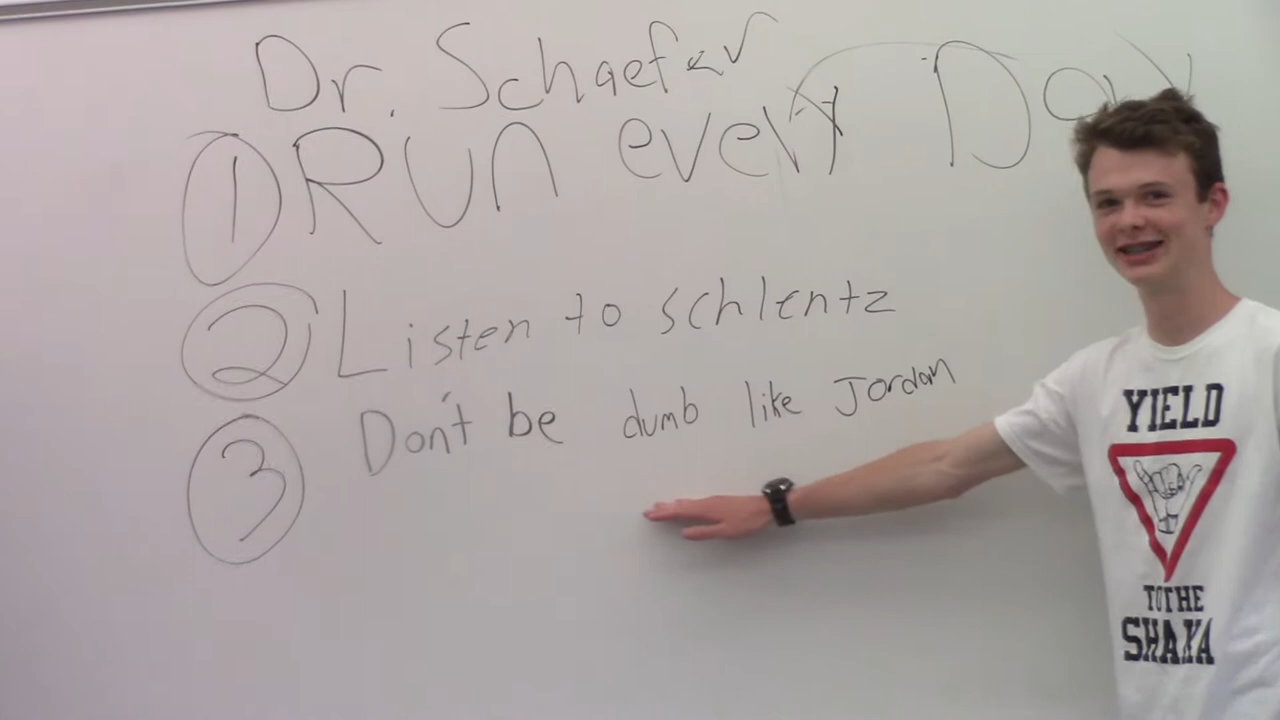 Dr. Schaefer
1 RUN every Day
2 Listen to schlentz
3 Don't be dumb like Jordan
YIELD
TO THE
SHAKA